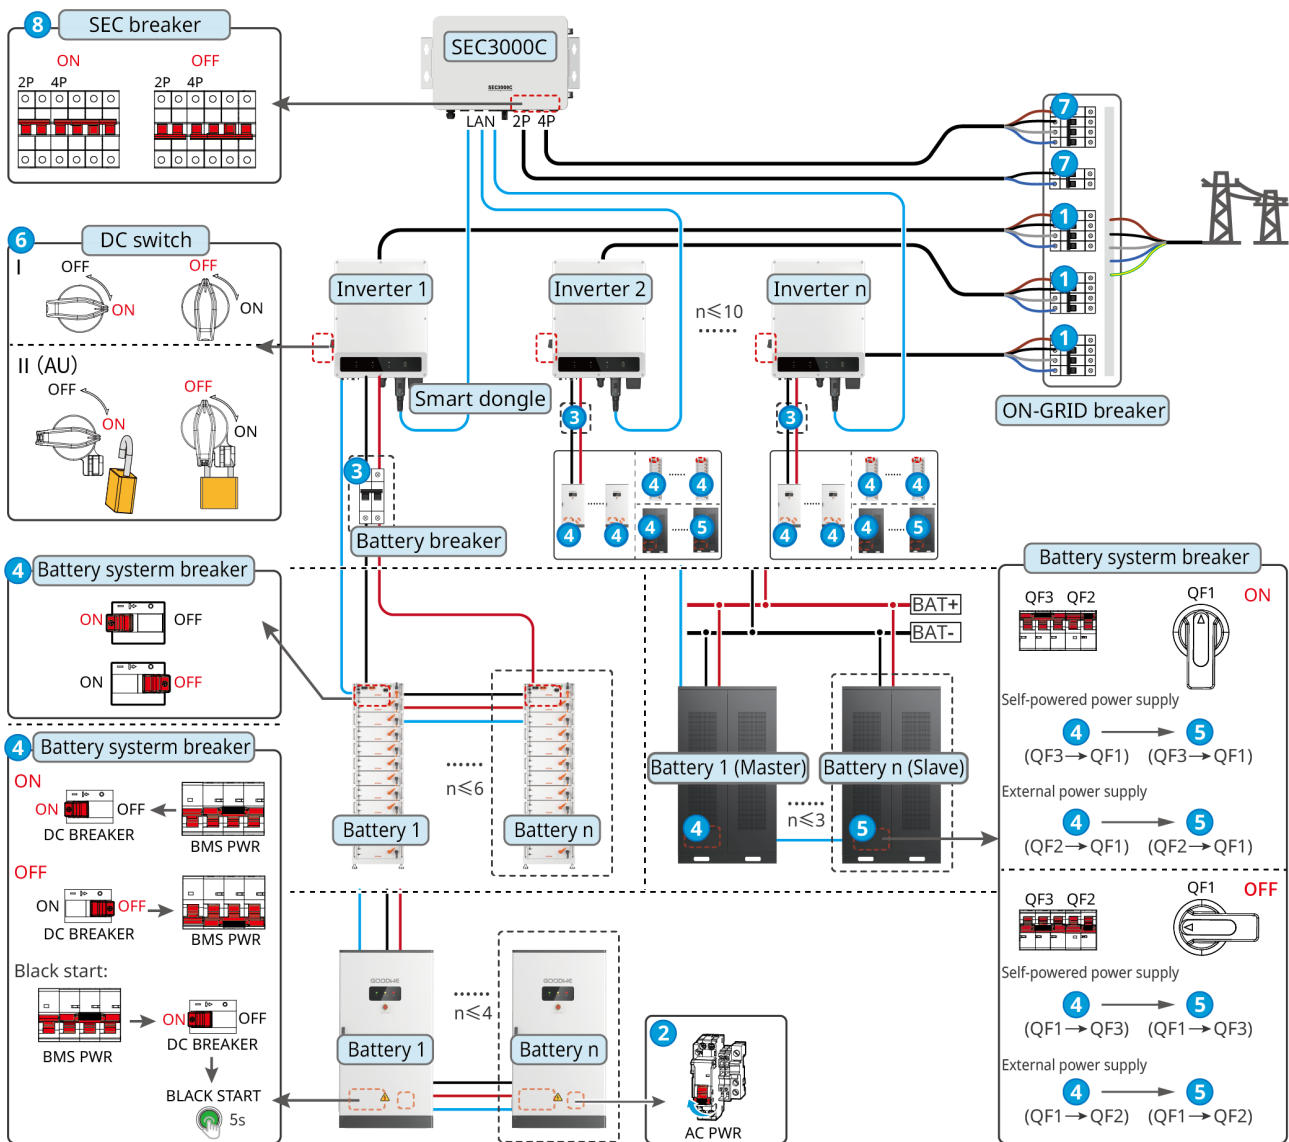 8 SEC breaker
ON OFF
2P 4P 2P 4P
SEC3000C
SEC3000C
LAN 2P 4P
7
7
1
1
1
ON-GRID breaker
6 DC switch
I
OFF ON
OFF ON
II (AU)
OFF ON
OFF ON
Inverter 1
Inverter 2
Inverter n
n≤10
Smart dongle
3
3
3
Battery breaker
4 4
4 4 4 5
4 4
4 4 4 5
4 Battery systerm breaker
ON OFF
ON OFF
4 Battery systerm breaker
ON
ON OFF
DC BREAKER BMS PWR
OFF
ON OFF
DC BREAKER BMS PWR
Black start:
BMS PWR
ON OFF
DC BREAKER
BLACK START
5s
n≤6
Battery 1
Battery n
BAT+
BAT-
Battery 1 (Master)
Battery n (Slave)
n≤3
4
5
GOODWE
GOODWE
n≤4
Battery 1
Battery n
2
AC PWR
Battery systerm breaker
QF3 QF2 QF1 ON
Self-powered power supply
4 5
(QF3→QF1) (QF3→QF1)
External power supply
4 5
(QF2→QF1) (QF2→QF1)
QF3 QF2 QF1 OFF
Self-powered power supply
4 5
(QF1→QF3) (QF1→QF3)
External power supply
4 5
(QF1→QF2) (QF1→QF2)